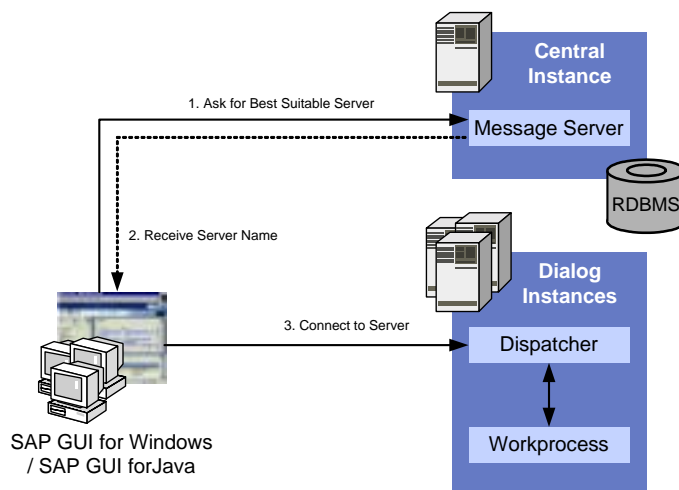 Central
Instance
1. Ask for Best Suitable Server
Message Server
RDBMS
2. Receive Server Name
Dialog
Instances
3. Connect to Server
Dispatcher
Workprocess
SAP GUI for Windows
/ SAP GUI forJava